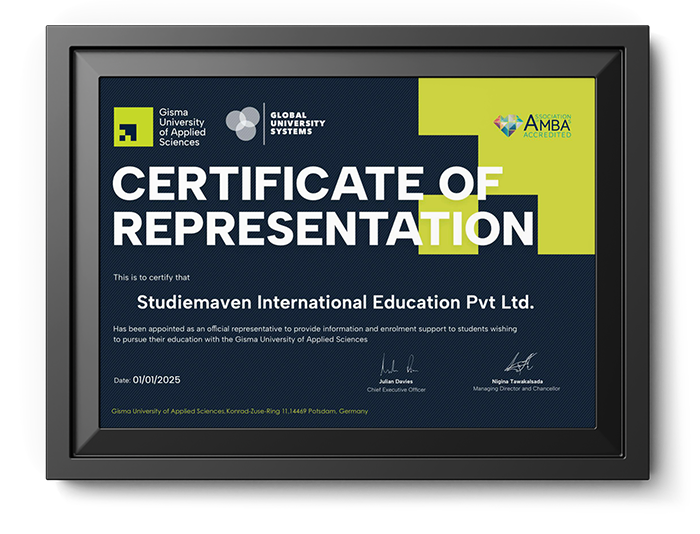 Gisma
University
of Applied
Sciences
GLOBAL
UNIVERSITY
SYSTEMS
ASSOCIATION
AMBA
ACCREDITED
CERTIFICATE OF
REPRESENTATION
This is to certify that
Studiemaven International Education Pvt Ltd.
Has been appointed as an official representative to provide information and enrolment support to students wishing
to pursue their education with the Gisma University of Applied Sciences
Date: 01/01/2025
Julian Davies
Chief Executive Officer
Nigina Tawakalsada
Managing Director and Chancellor
Gisma University of Applied Sciences,Konrad-Zuse-Ring 11,14469 Potsdam, Germany